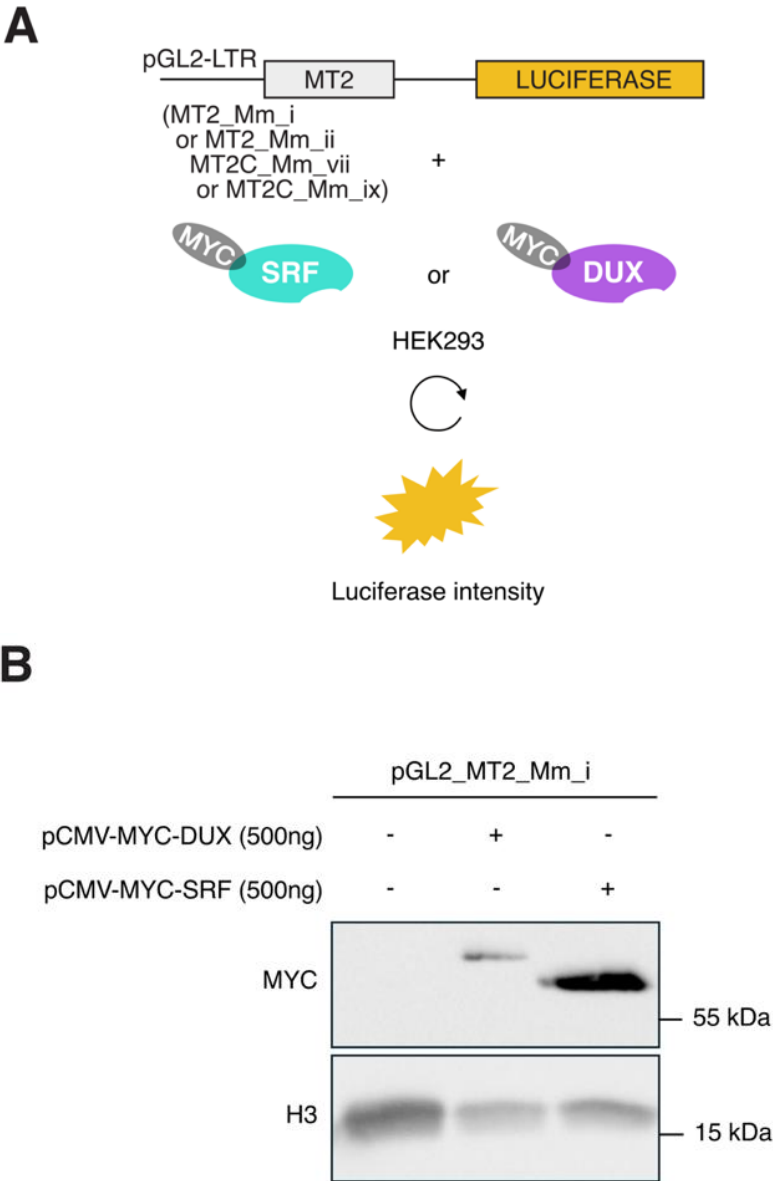 A
pGL2-LTR
MT2
LUCIFERASE
(MT2_Mm_i
or MT2_Mm_ii
MT2C_Mm_vii
or MT2C_Mm_ix)
+
MYC
SRF
or
MYC
DUX
HEK293
Luciferase intensity
B
pGL2_MT2_Mm_i
pCMV-MYC-DUX (500ng) - + -
pCMV-MYC-SRF (500ng) - - +
MYC
55 kDa
H3
15 kDa